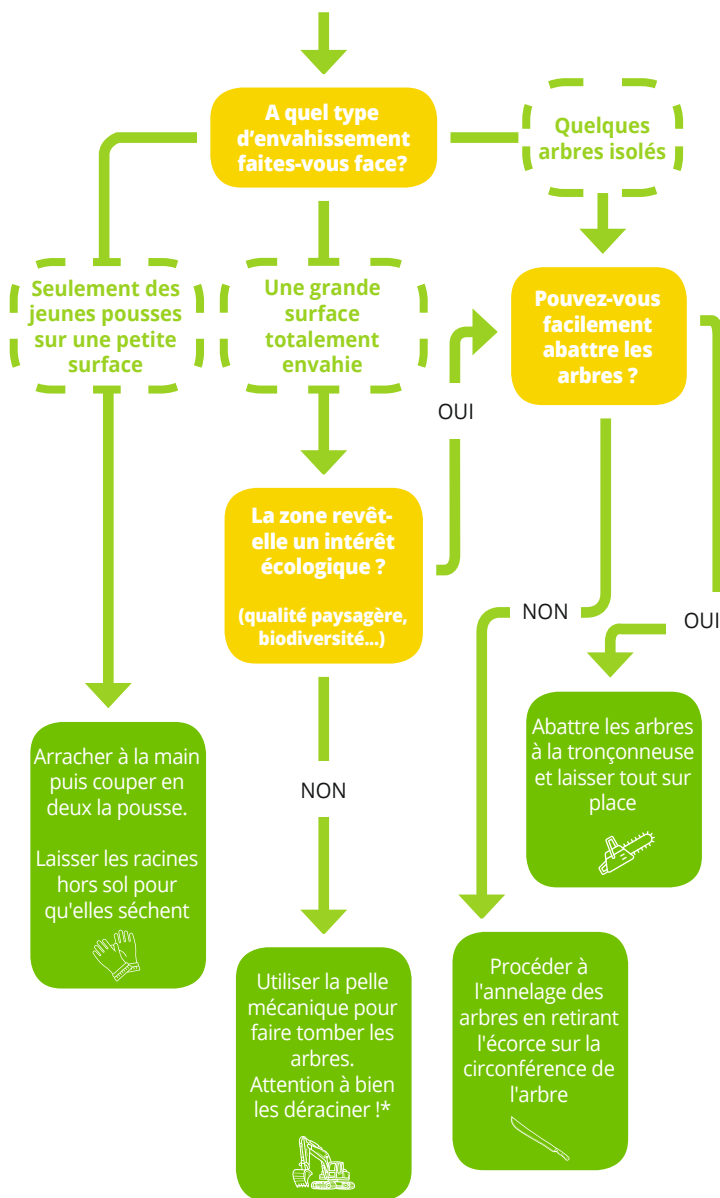 A quel type
d'envahissement
faites-vous face?
Quelques
arbres isolés
Seulement des
jeunes pousses
sur une petite
surface
Une grande
surface
totalement
envahie
Pouvez-vous
facilement
abattre les
arbres ?
OUI
La zone revêt-
elle un intérêt
écologique ?
(qualité paysagère,
biodiversité...)
NON
OUI
Arracher à la main
puis couper en
deux la pousse.
Laisser les racines
hors sol pour
qu'elles séchent
NON
Abattre les arbres
à la tronçonneuse
et laisser tout sur
place
Utiliser la pelle
mécanique pour
faire tomber les
arbres.
Attention à bien
les déraciner !*
Procéder à
l'annelage des
arbres en retirant
l'écorce sur la
circonférence de
l'arbre